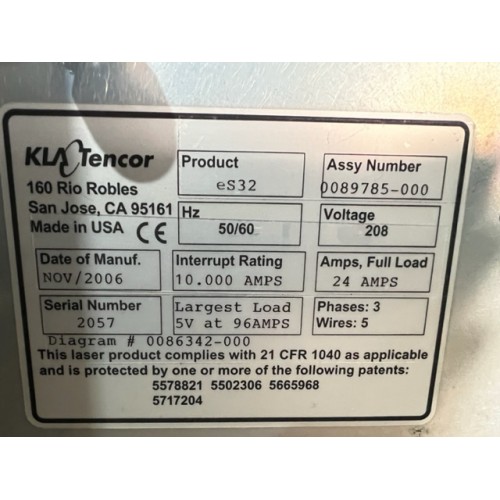 KLA Tencor
160 Rio Robles
San Jose, CA 95161
Made in USA CE
Product
eS32
Assy Number
0089785-000
Hz
50/60
Voltage
208
Date of Manuf.
NOV/2006
Interrupt Rating
10.000 AMPS
Amps, Full Load
24 AMPS
Serial Number
2057
Largest Load
5V at 96AMPS
Phases: 3
Wires: 5
Diagram # 0086342-000
This laser product complies with 21 CFR 1040 as applicable
and is protected by one or more of the following patents:
5578821 5502306 5665968
5717204